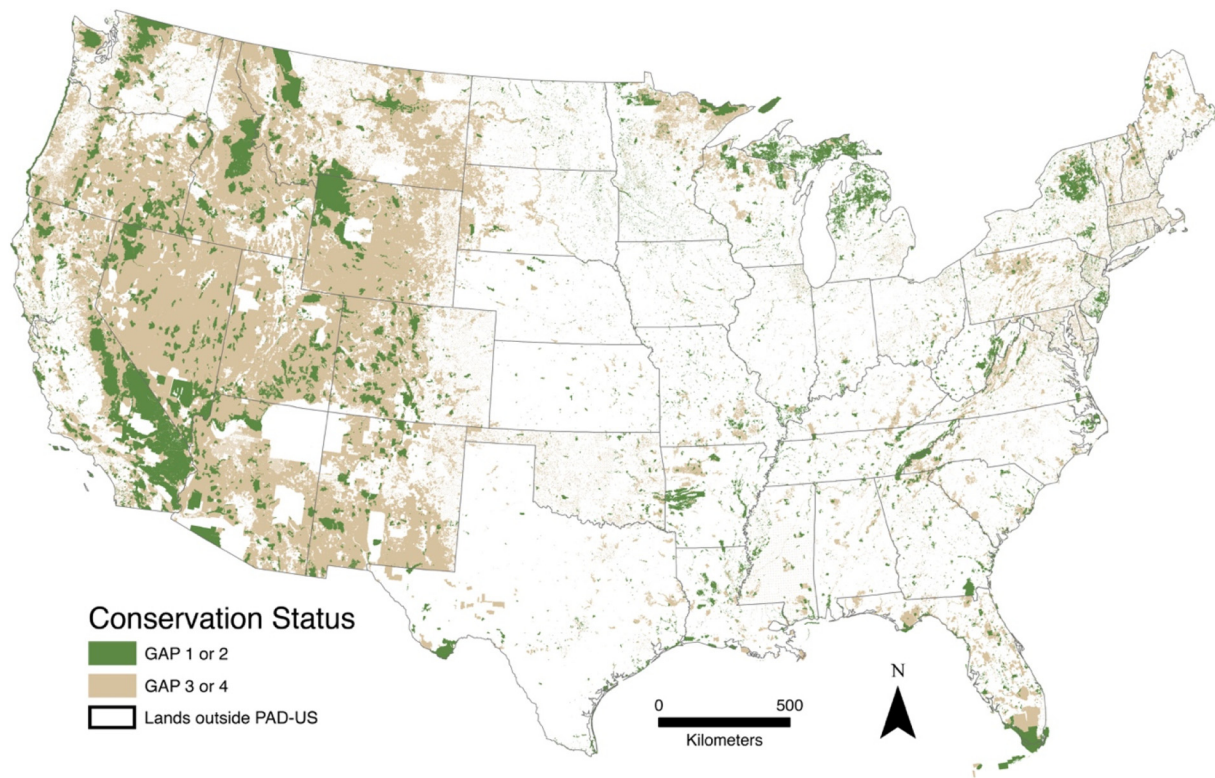 Conservation Status
GAP 1 or 2
GAP 3 or 4
Lands outside PAD-US
0 500
Kilometers
N